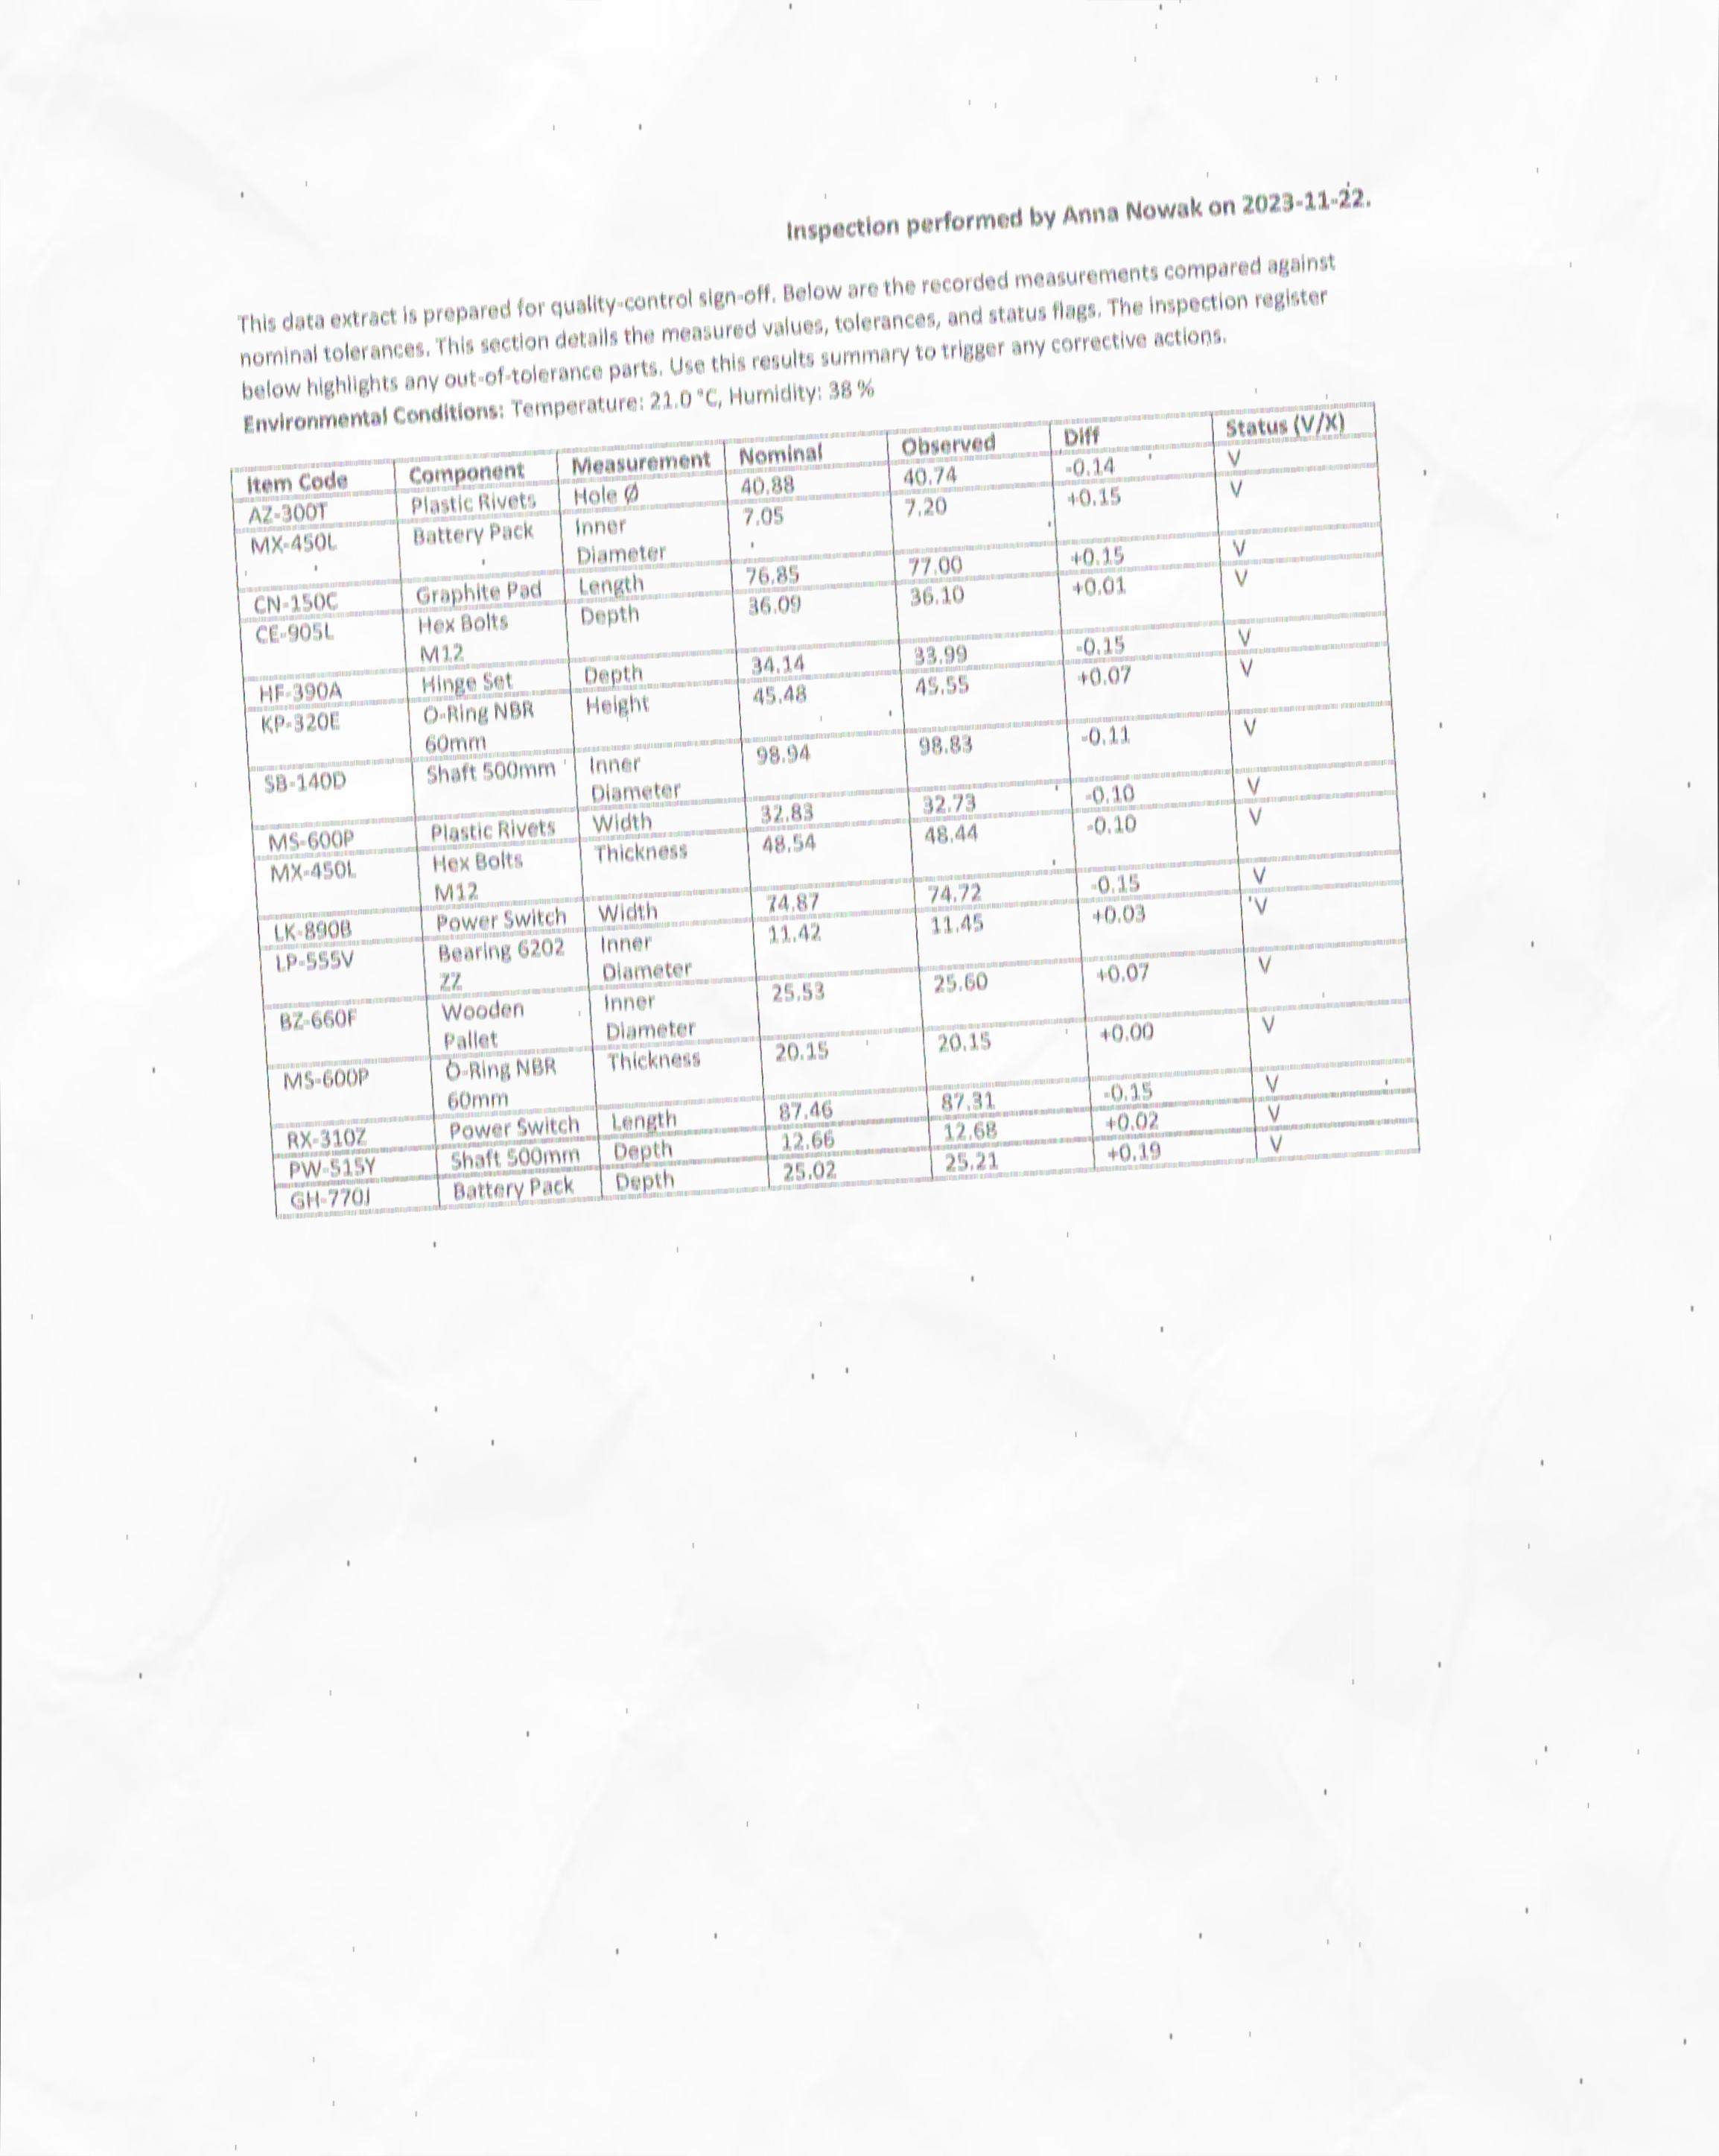 Inspection performed by Anna Nowak on 2023-11-22.
This data extract is prepared for quality-control sign-off. Below are the recorded measurements compared against
nominal tolerances. This section details the measured values, tolerances, and status flags. The inspection register
below highlights any out-of-tolerance parts. Use this results summary to trigger any corrective actions.
Environmental Conditions: Temperature: 21.0 °C, Humidity: 38 %
Item Code Component Measurement Nominal Observed Diff Status (V/X)
AZ-300T Plastic Rivets Hole Ø 40.88 40.74 -0.14 V
MX-450L Battery Pack Inner 7.05 7.20 +0.15 V
Diameter
CN-150C Graphite Pad Length 76.85 77.00 +0.15 V
CE-905L Hex Bolts Depth 36.09 36.10 +0.01 V
M12
HF-390A Hinge Set Depth 34.14 33.99 -0.15 V
KP-320E O-Ring NBR Height 45.48 45.55 +0.07 V
60mm
SB-140D Shaft 500mm Inner 98.94 98.83 -0.11 V
Diameter
MS-600P Plastic Rivets Width 32.83 32.73 -0.10 V
MX-450L Hex Bolts Thickness 48.54 48.44 -0.10 V
M12
LK-890B Power Switch Width 74.87 74.72 -0.15 V
LP-555V Bearing 6202 Inner 11.42 11.45 +0.03 V
ZZ Diameter
BZ-660F Wooden Inner 25.53 25.60 +0.07 V
Pallet Diameter
MS-600P O-Ring NBR Thickness 20.15 20.15 +0.00 V
60mm
RX-310Z Power Switch Length 87.46 87.31 -0.15 V
PW-515Y Shaft 500mm Depth 12.66 12.68 +0.02 V
GH-770J Battery Pack Depth 25.02 25.21 +0.19 V